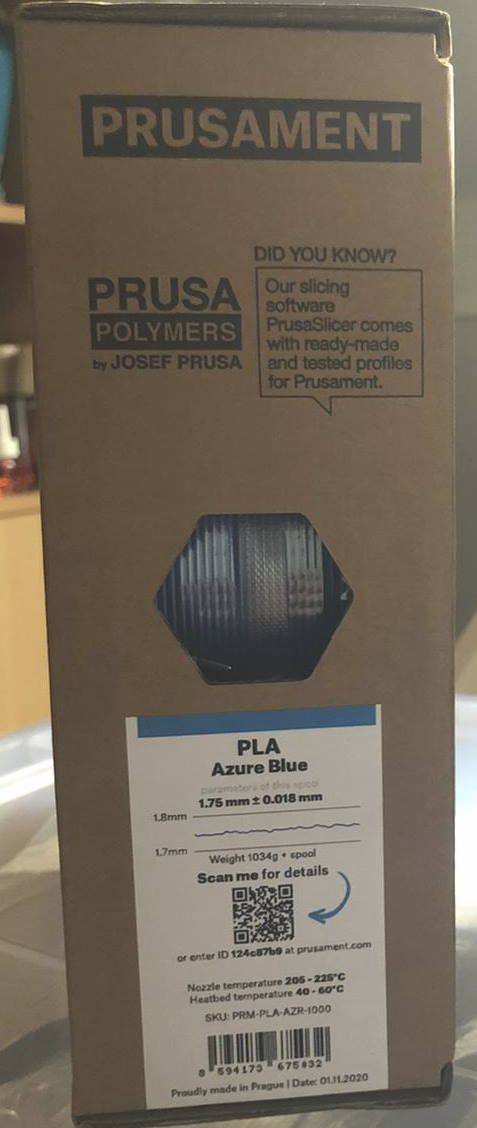 PRUSAMENT
DID YOU KNOW?
Our slicing
software
PrusaSlicer comes
with ready-made
and tested profiles
for Prusament.
PRUSA
POLYMERS
by JOSEF PRUSA
PLA
Azure Blue
parameters of this spool
1.75 mm ± 0.018 mm
1.8mm
1.7mm
Weight 1034g + spool
Scan me for details
or enter ID 124c87b9 at prusament.com
Nozzle temperature 205 - 225°C
Heatbed temperature 40 - 60°C
SKU: PRM-PLA-AZR-1000
8 594173 675432
Proudly made in Prague | Date: 01.11.2020